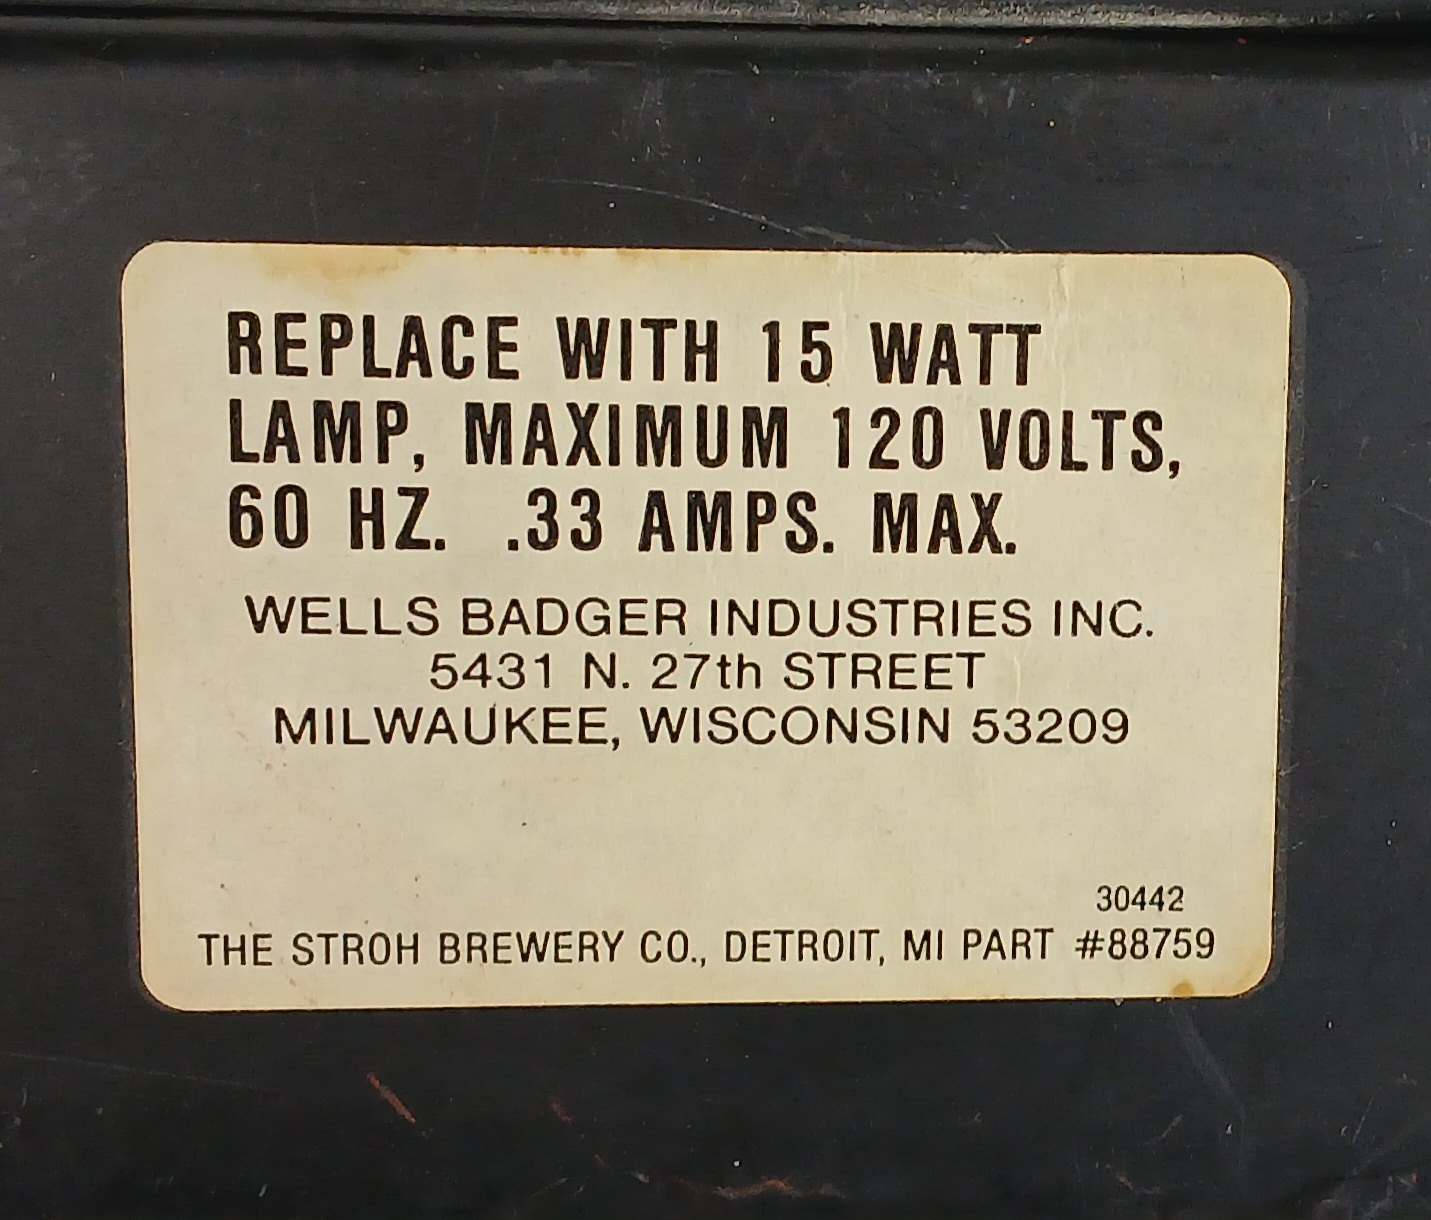 REPLACE WITH 15 WATT
LAMP, MAXIMUM 120 VOLTS,
60 HZ. .33 AMPS. MAX.
WELLS BADGER INDUSTRIES INC.
5431 N. 27th STREET
MILWAUKEE, WISCONSIN 53209
30442
THE STROH BREWERY CO., DETROIT, MI PART #88759